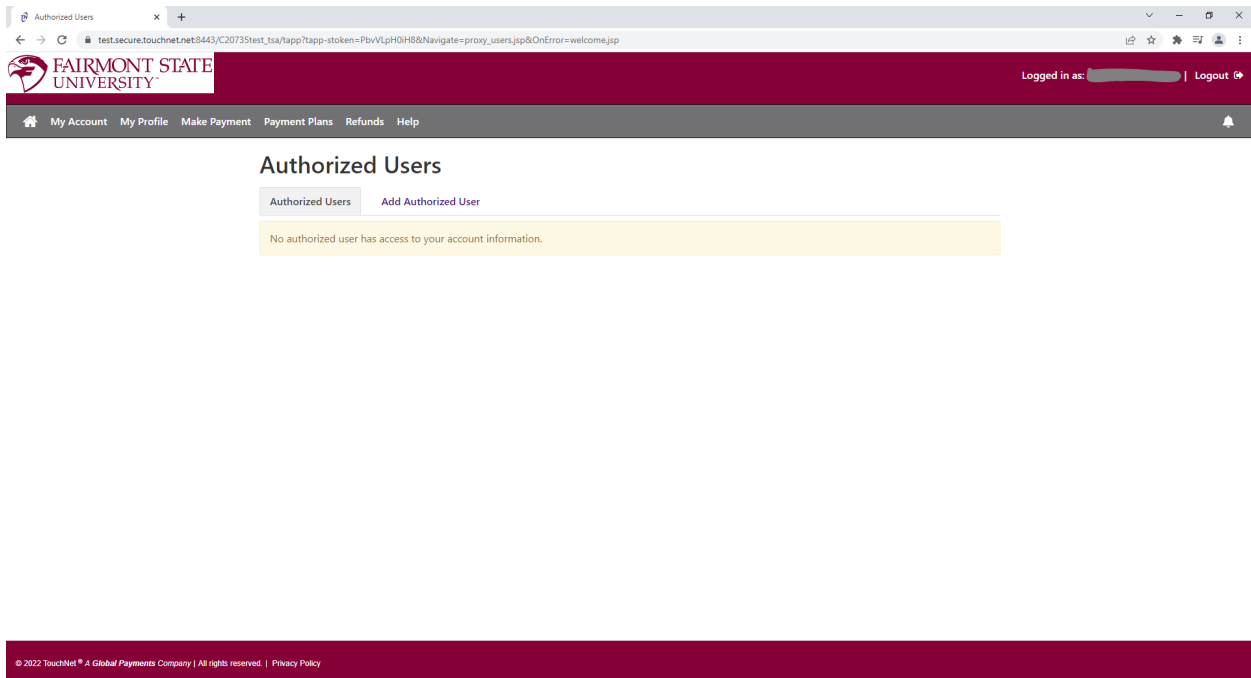 Authorized Users
test.secure.touchnet.net:8443/C20735test_tsa/tapp?tapp-stoken=PbvVLpH0iH8&Navigate=proxy_users.jsp&OnError=welcome.jsp
FAIRMONT STATE
UNIVERSITY™
Logged in as: | Logout
My Account My Profile Make Payment Payment Plans Refunds Help
Authorized Users
Authorized Users Add Authorized User
No authorized user has access to your account information.
© 2022 TouchNet ® A Global Payments Company | All rights reserved. | Privacy Policy